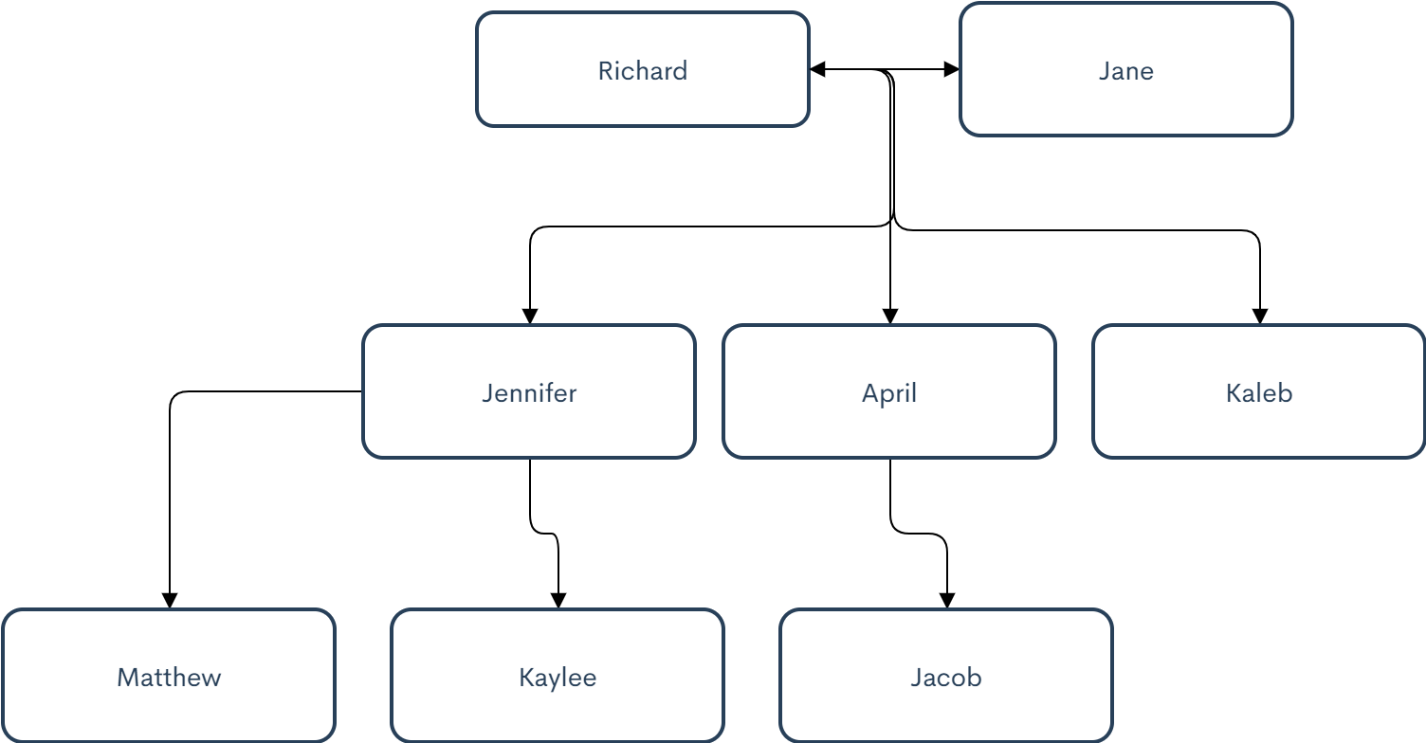 Richard
Jane
Jennifer
April
Kaleb
Matthew
Kaylee
Jacob